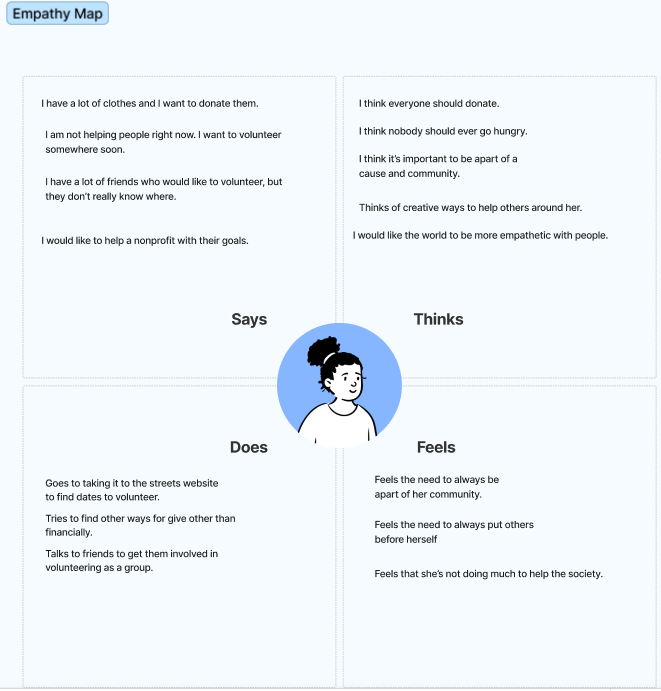 Empathy Map
I have a lot of clothes and I want to donate them.
I am not helping people right now. I want to volunteer
somewhere soon.
I have a lot of friends who would like to volunteer, but
they don't really know where.
I would like to help a nonprofit with their goals.
Says
I think everyone should donate.
I think nobody should ever go hungry.
I think it's important to be apart of a
cause and community.
Thinks of creative ways to help others around her.
I would like the world to be more empathetic with people.
Thinks
Does
Goes to taking it to the streets website
to find dates to volunteer.
Tries to find other ways for give other than
financially.
Talks to friends to get them involved in
volunteering as a group.
Feels
Feels the need to always be
apart of her community.
Feels the need to always put others
before herself
Feels that she's not doing much to help the society.